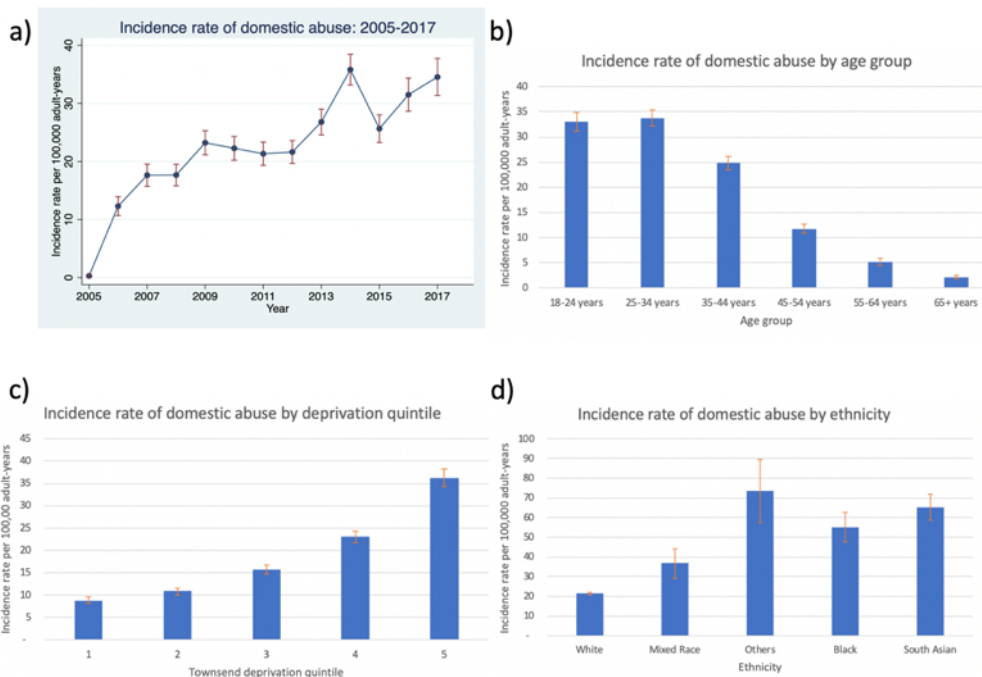 a)
Incidence rate of domestic abuse: 2005-2017
Incidence rate per 100,000 adult-years
40
30
20
10
0
2005 2007 2009 2011 2013 2015 2017
Year
b)
Incidence rate of domestic abuse by age group
Incidence rate per 100,000 adult-years
40
35
30
25
20
15
10
5
0
18-24 years 25-34 years 35-44 years 45-54 years 55-64 years 65+ years
Age group
c)
Incidence rate of domestic abuse by deprivation quintile
Incidence rate per 100,00 adult-years
45
40
35
30
25
20
15
10
5
-
1 2 3 4 5
Townsend deprivation quintile
d)
Incidence rate of domestic abuse by ethnicity
Incidence rate per 100,000 adult-years
100
90
80
70
60
50
40
30
20
10
-
White Mixed Race Others Black South Asian
Ethnicity